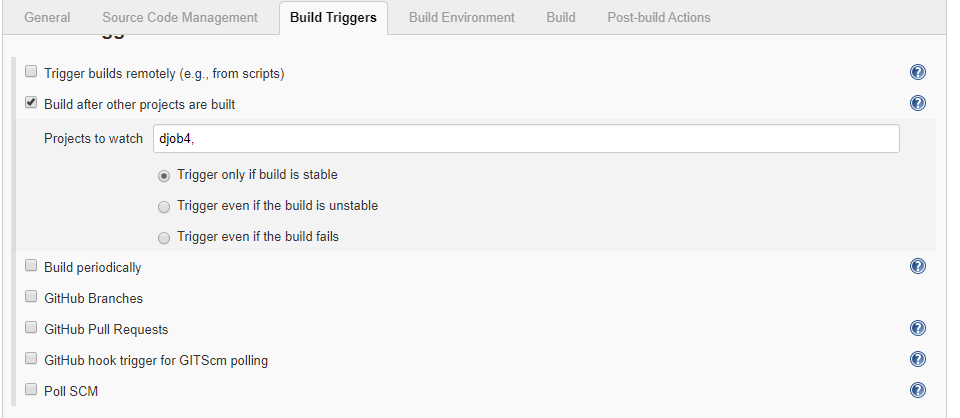 General Source Code Management Build Triggers Build Environment Build Post-build Actions
Trigger builds remotely (e.g., from scripts)
Build after other projects are built
Projects to watch djob4,
Trigger only if build is stable
Trigger even if the build is unstable
Trigger even if the build fails
Build periodically
GitHub Branches
GitHub Pull Requests
GitHub hook trigger for GITScm polling
Poll SCM